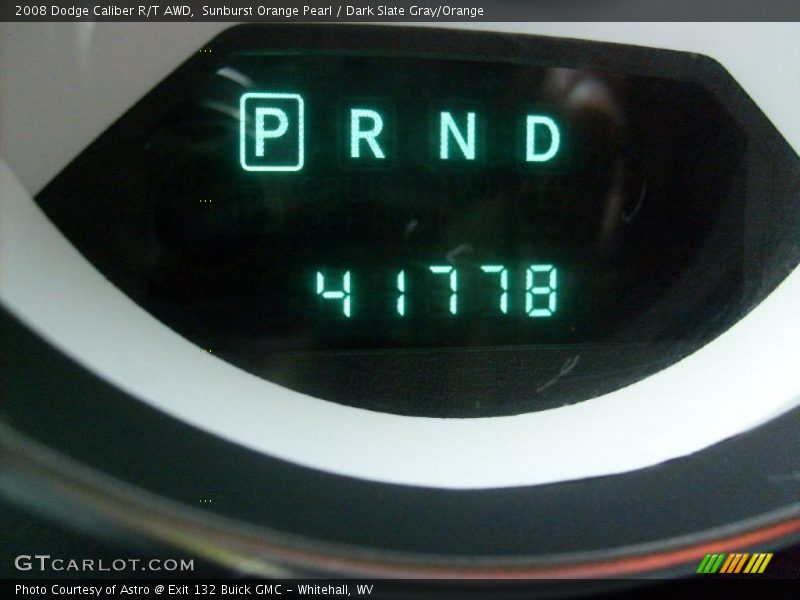 2008 Dodge Caliber R/T AWD, Sunburst Orange Pearl / Dark Slate Gray/Orange
P R N D
41778
GTCARLOT.COM
Photo Courtesy of Astro @ Exit 132 Buick GMC - Whitehall, WV